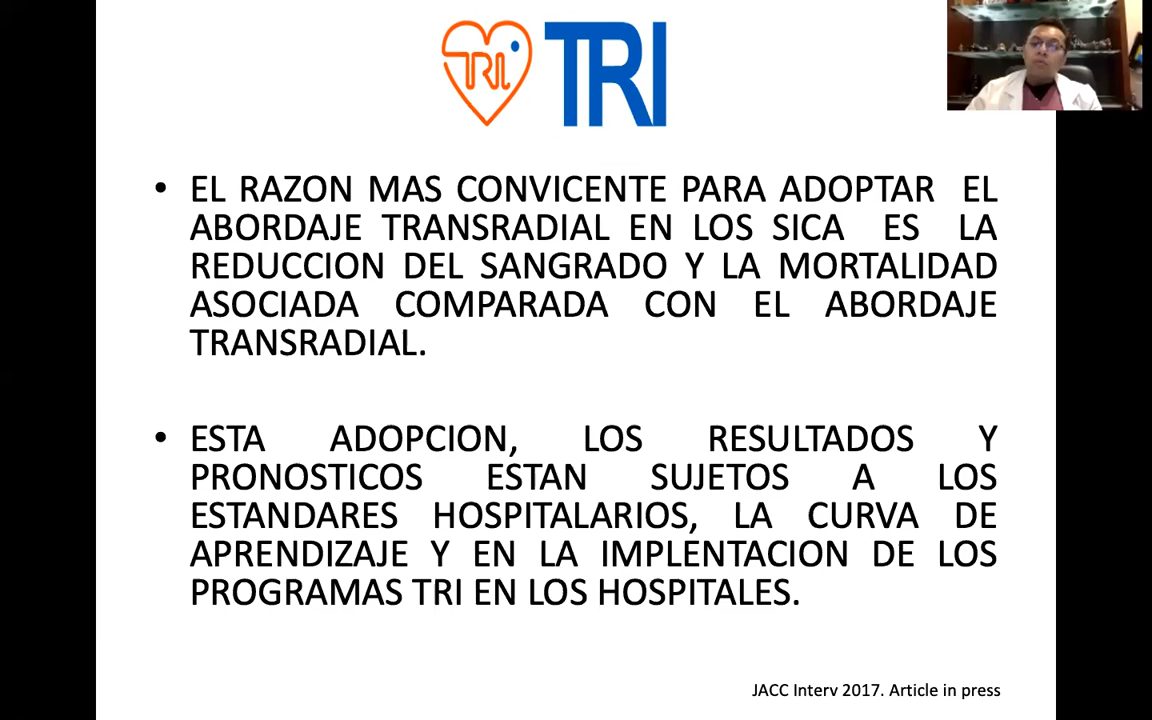 TRI TRI
• EL RAZON MAS CONVICENTE PARA ADOPTAR EL
ABORDAJE TRANSRADIAL EN LOS SICA ES LA
REDUCCION DEL SANGRADO Y LA MORTALIDAD
ASOCIADA COMPARADA CON EL ABORDAJE
TRANSRADIAL.
• ESTA ADOPCION, LOS RESULTADOS Y
PRONOSTICOS ESTAN SUJETOS A LOS
ESTANDARES HOSPITALARIOS, LA CURVA DE
APRENDIZAJE Y EN LA IMPLENTACION DE LOS
PROGRAMAS TRI EN LOS HOSPITALES.
JACC Interv 2017. Article in press